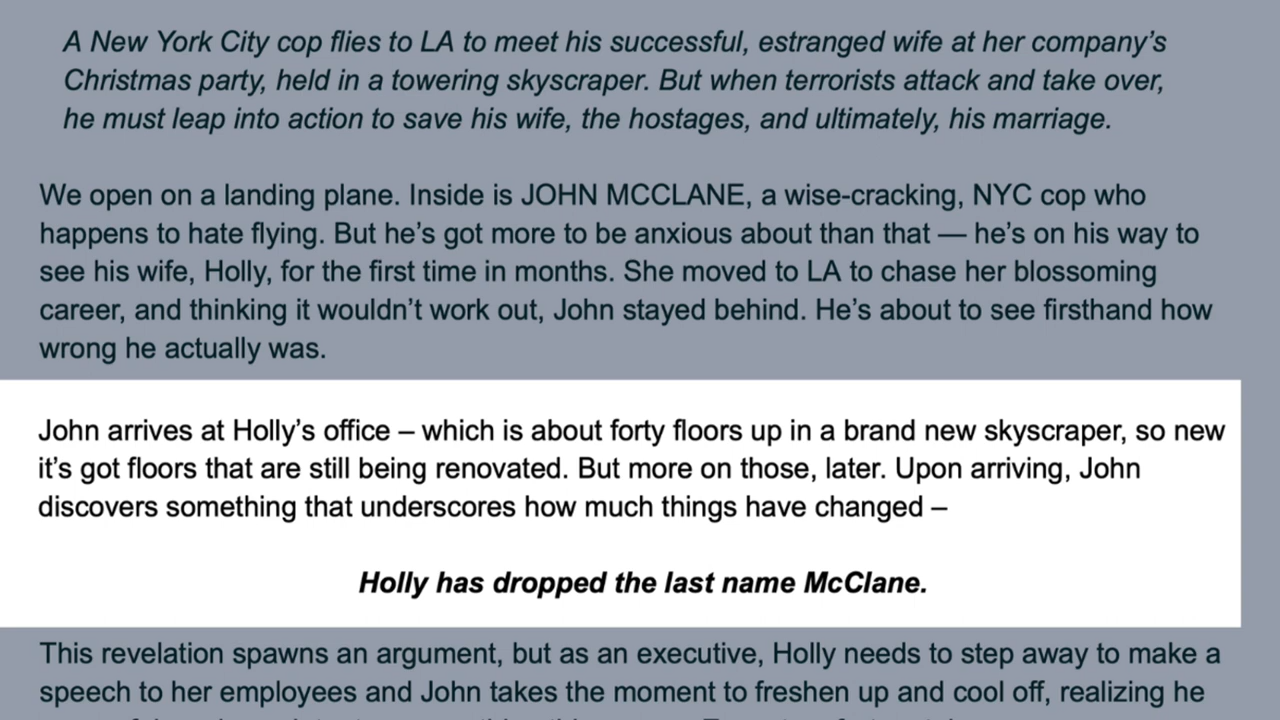 A New York City cop flies to LA to meet his successful, estranged wife at her company’s
Christmas party, held in a towering skyscraper. But when terrorists attack and take over,
he must leap into action to save his wife, the hostages, and ultimately, his marriage.
We open on a landing plane. Inside is JOHN MCCLANE, a wise-cracking, NYC cop who
happens to hate flying. But he’s got more to be anxious about than that — he’s on his way to
see his wife, Holly, for the first time in months. She moved to LA to chase her blossoming
career, and thinking it wouldn’t work out, John stayed behind. He’s about to see firsthand how
wrong he actually was.
John arrives at Holly’s office – which is about forty floors up in a brand new skyscraper, so new
it’s got floors that are still being renovated. But more on those, later. Upon arriving, John
discovers something that underscores how much things have changed –
Holly has dropped the last name McClane.
This revelation spawns an argument, but as an executive, Holly needs to step away to make a
speech to her employees and John takes the moment to freshen up and cool off, realizing he